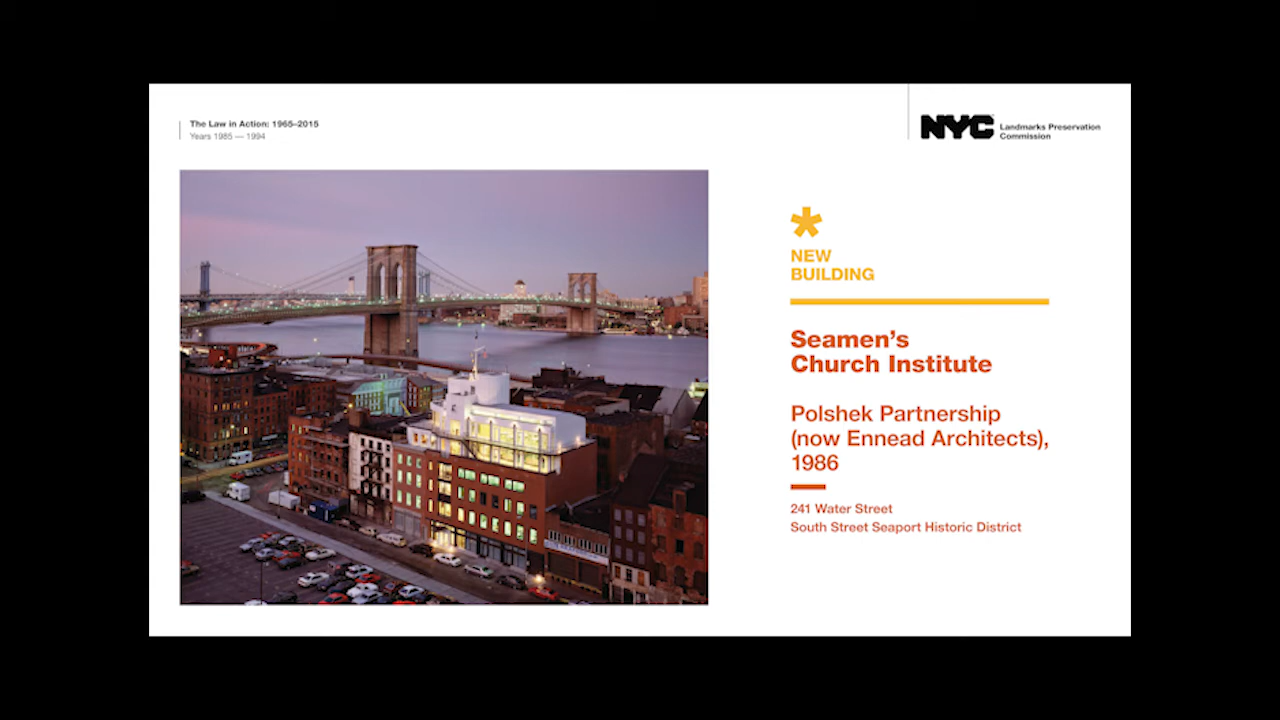 The Law in Action: 1965–2015
Years 1985 — 1994
NYC
Landmarks Preservation
Commission
NEW
BUILDING
Seamen's
Church Institute
Polshek Partnership
(now Ennead Architects),
1986
241 Water Street
South Street Seaport Historic District